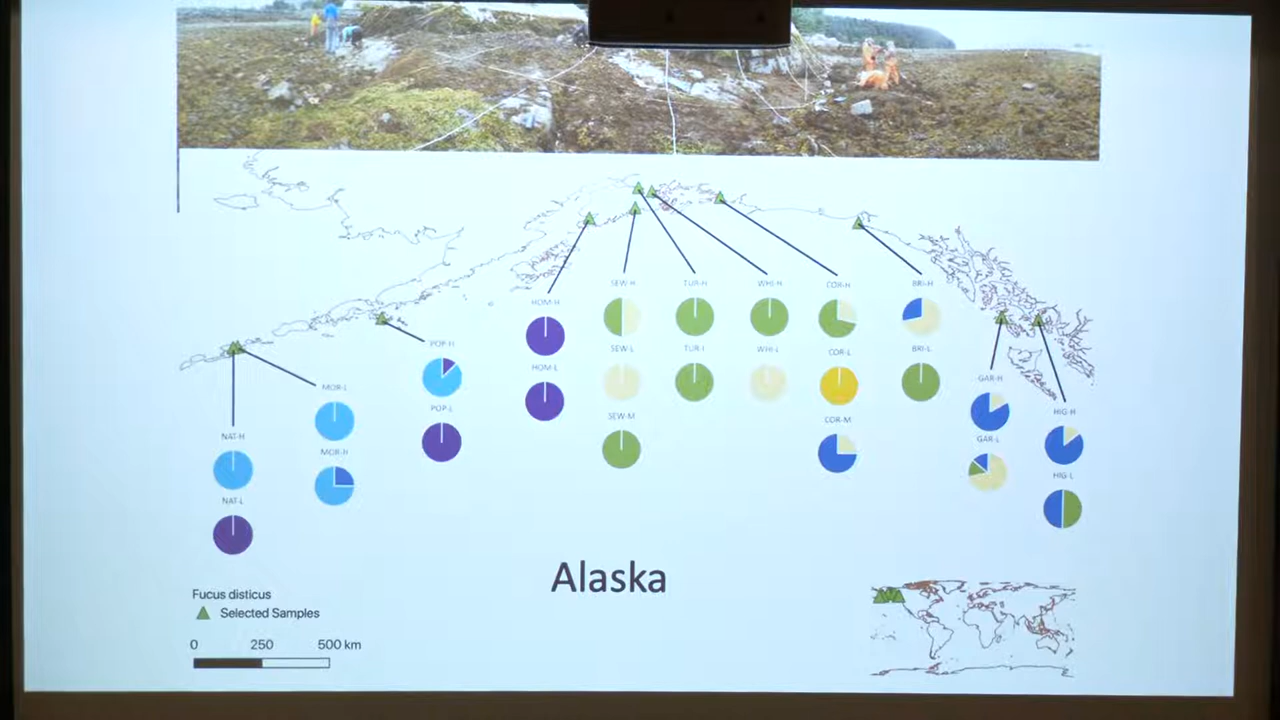 SEW-H
TUR-H
WHI-H
COR-H
BRI-H
HOM-H
POP-H
SEW-L
TUR-L
WHI-L
COR-L
BRI-L
HOM-L
GAR-H
MOR-L
POP-L
SEW-M
COR-M
HIG-H
NAT-H
MOR-H
GAR-L
HIG-L
NAT-L
Alaska
Fucus disticus
Selected Samples
0 250 500 km